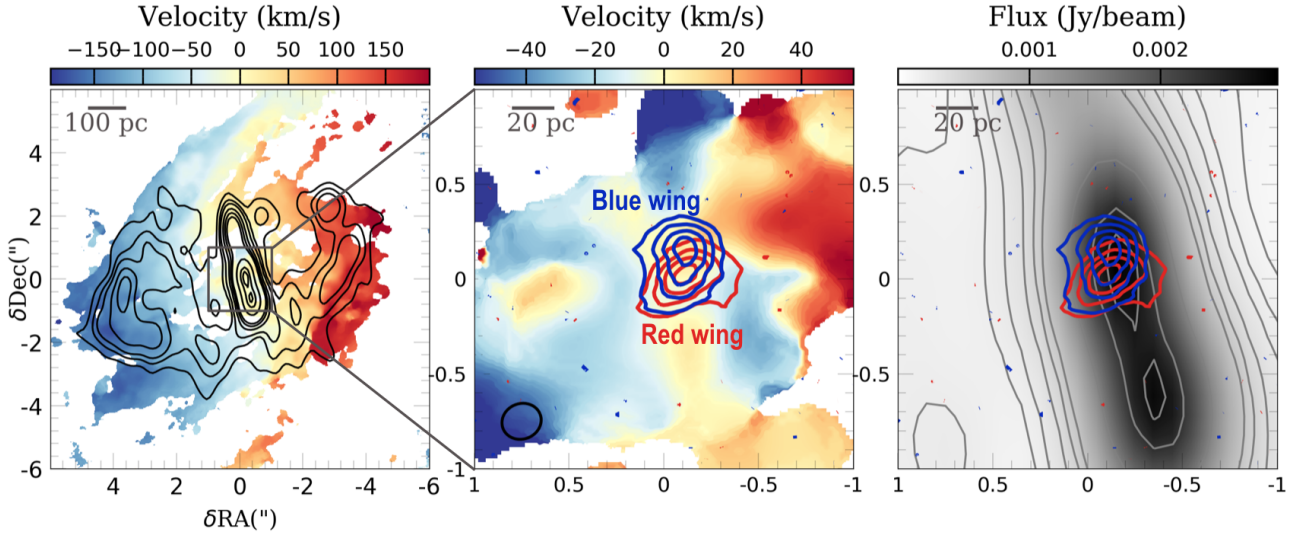 Velocity (km/s)
−150 −100 −50 0 50 100 150
100 pc
4
2
0
-2
-4
-6
4 2 0 -2 -4 -6
δDec(")
δRA(")
Velocity (km/s)
−40 −20 0 20 40
20 pc
Blue wing
Red wing
0.5
0
-0.5
-1
1 0.5 0 -0.5 -1
Flux (Jy/beam)
0.001 0.002
20 pc
0.5
0
-0.5
1 0.5 0 -0.5 -1